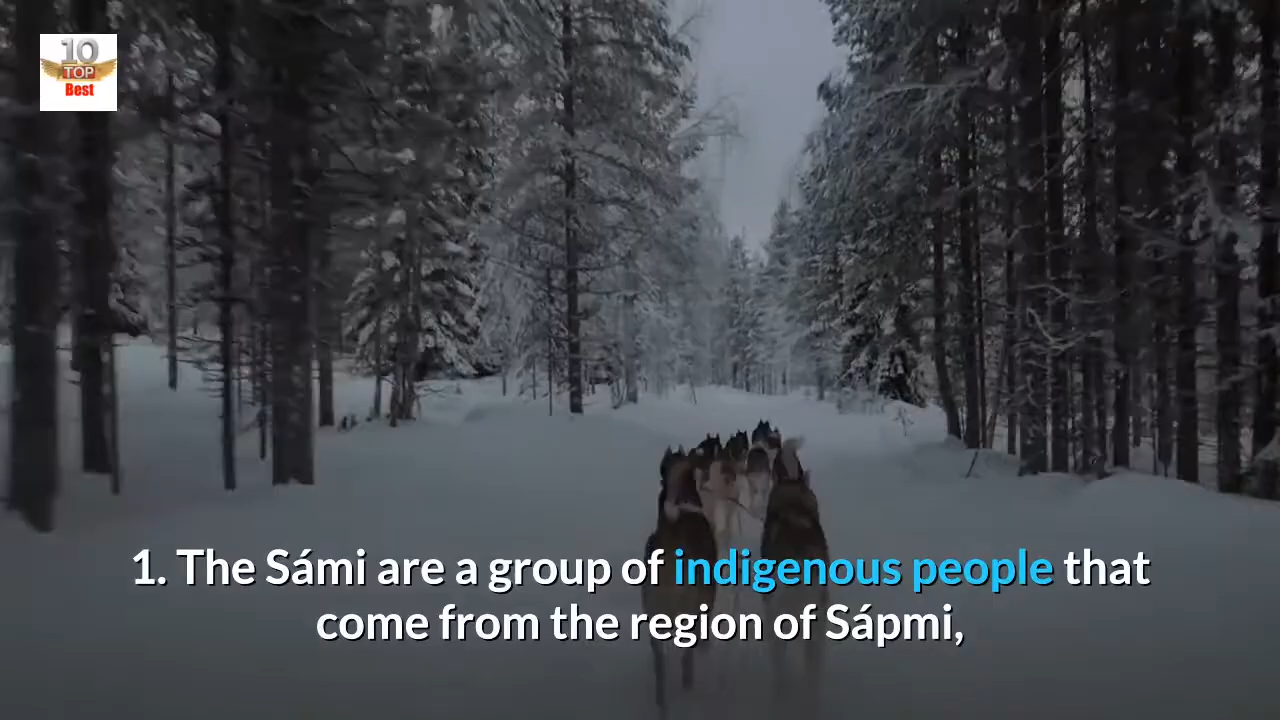 10
TOP
Best
1. The Sámi are a group of indigenous people that
come from the region of Sápmi,